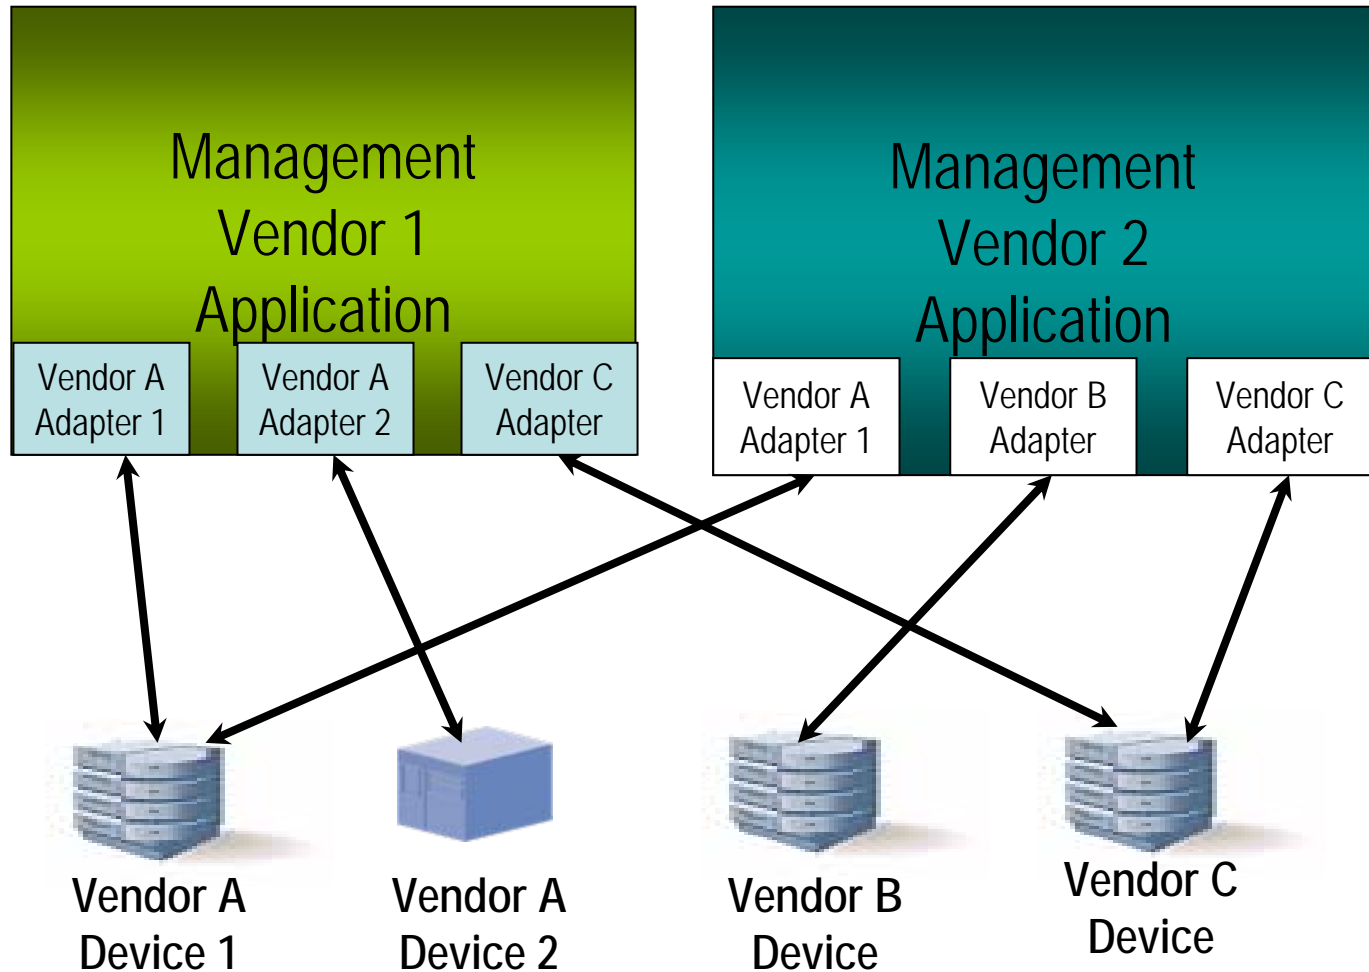 Management
Vendor 1
Application
Vendor A
Adapter 1
Vendor A
Adapter 2
Vendor C
Adapter
Management
Vendor 2
Application
Vendor A
Adapter 1
Vendor B
Adapter
Vendor C
Adapter
Vendor A
Device 1
Vendor A
Device 2
Vendor B
Device
Vendor C
Device